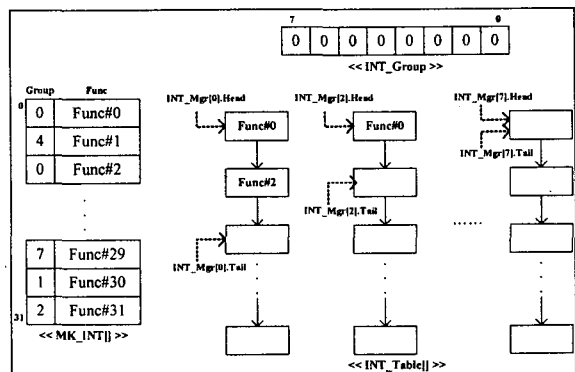 7 0
0 0 0 0 0 0 0 0
<< INT_Group >>
Group Func
0
0 Func#0
4 Func#1
0 Func#2
7 Func#29
1 Func#30
2 Func#31
31
<< MK_INT[] >>
INT_Mgr[0].Head
Func#0
Func#2
INT_Mgr[0].Tail
INT_Mgr[2].Head
Func#0
INT_Mgr[2].Tail
INT_Mgr[7].Head
INT_Mgr[7].Tail
<< INT_Table[] >>